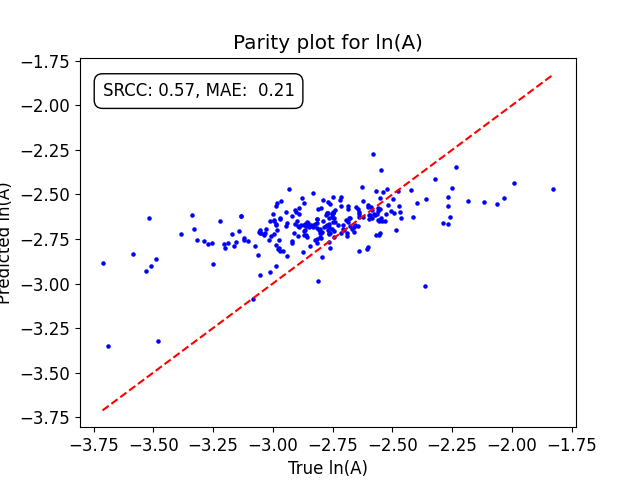 Parity plot for ln(A)
SRCC: 0.57, MAE:  0.21
Predicted ln(A)
−1.75
−2.00
−2.25
−2.50
−2.75
−3.00
−3.25
−3.50
−3.75
−3.75 −3.50 −3.25 −3.00 −2.75 −2.50 −2.25 −2.00 −1.75
True ln(A)